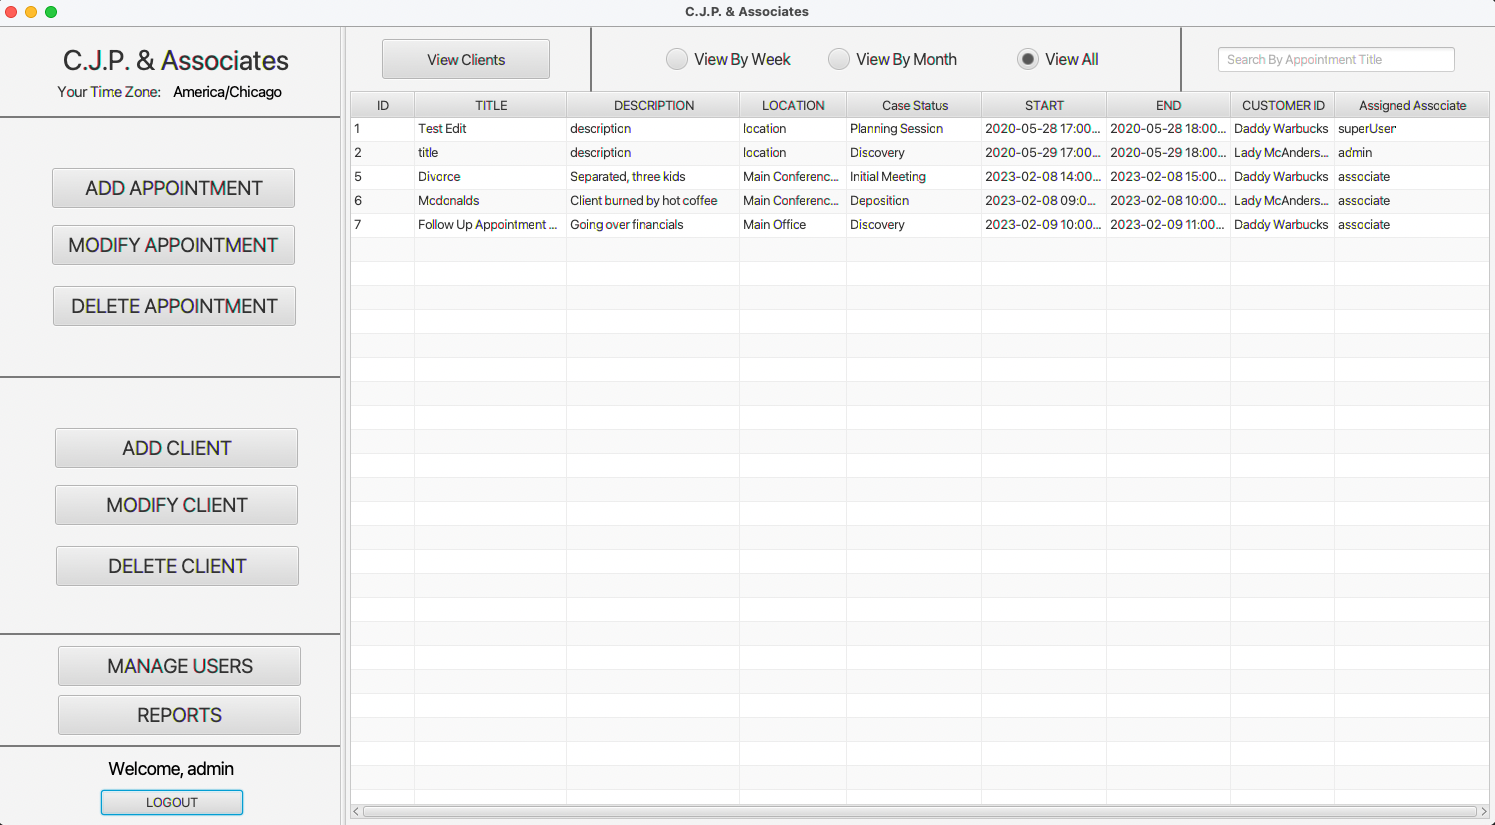 C.J.P. & Associates
C.J.P. & Associates
Your Time Zone: America/Chicago
ADD APPOINTMENT
MODIFY APPOINTMENT
DELETE APPOINTMENT
ADD CLIENT
MODIFY CLIENT
DELETE CLIENT
MANAGE USERS
REPORTS
Welcome, admin
LOGOUT
View Clients View By Week View By Month View All Search By Appointment Title
ID TITLE DESCRIPTION LOCATION Case Status START END CUSTOMER ID Assigned Associate
1 Test Edit description location Planning Session 2020-05-28 17:00... 2020-05-28 18:00... Daddy Warbucks superUser
2 title description location Discovery 2020-05-29 17:00... 2020-05-29 18:00... Lady McAnders... admin
5 Divorce Separated, three kids Main Conferenc... Initial Meeting 2023-02-08 14:00... 2023-02-08 15:00... Daddy Warbucks associate
6 Mcdonalds Client burned by hot coffee Main Conferenc... Deposition 2023-02-08 09:0... 2023-02-08 10:00... Lady McAnders... associate
7 Follow Up Appointment ... Going over financials Main Office Discovery 2023-02-09 10:00... 2023-02-09 11:00... Daddy Warbucks associate